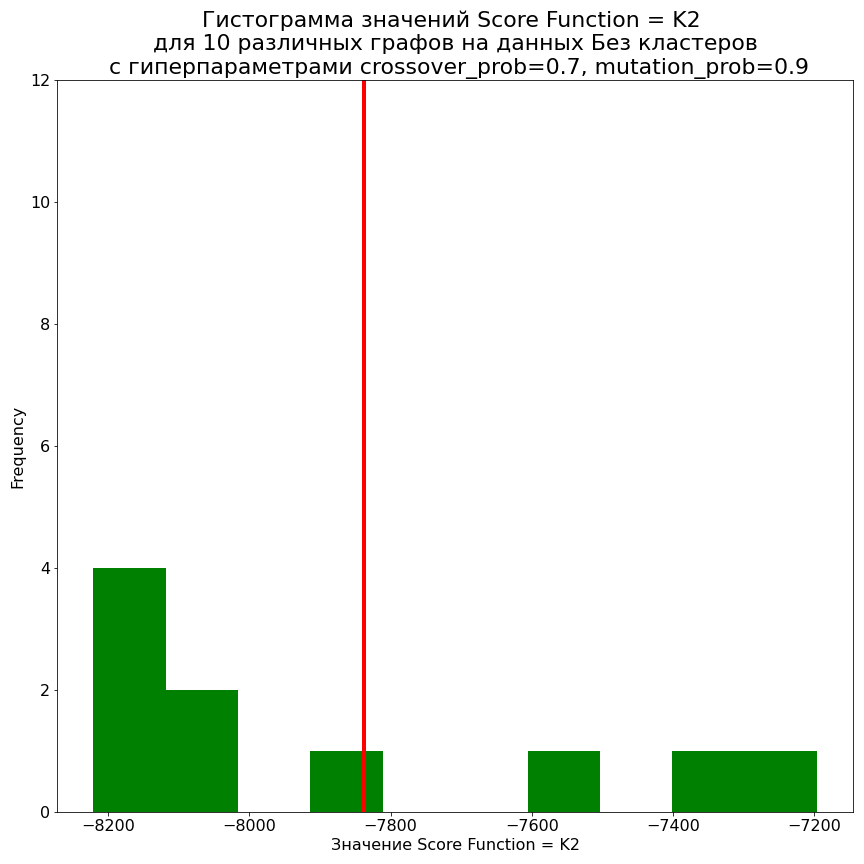 Гистограмма значений Score Function = K2
для 10 различных графов на данных Без кластеров
с гиперпараметрами crossover_prob=0.7, mutation_prob=0.9
12
10
8
6
4
2
0
Frequency
−8200 −8000 −7800 −7600 −7400 −7200
Значение Score Function = K2